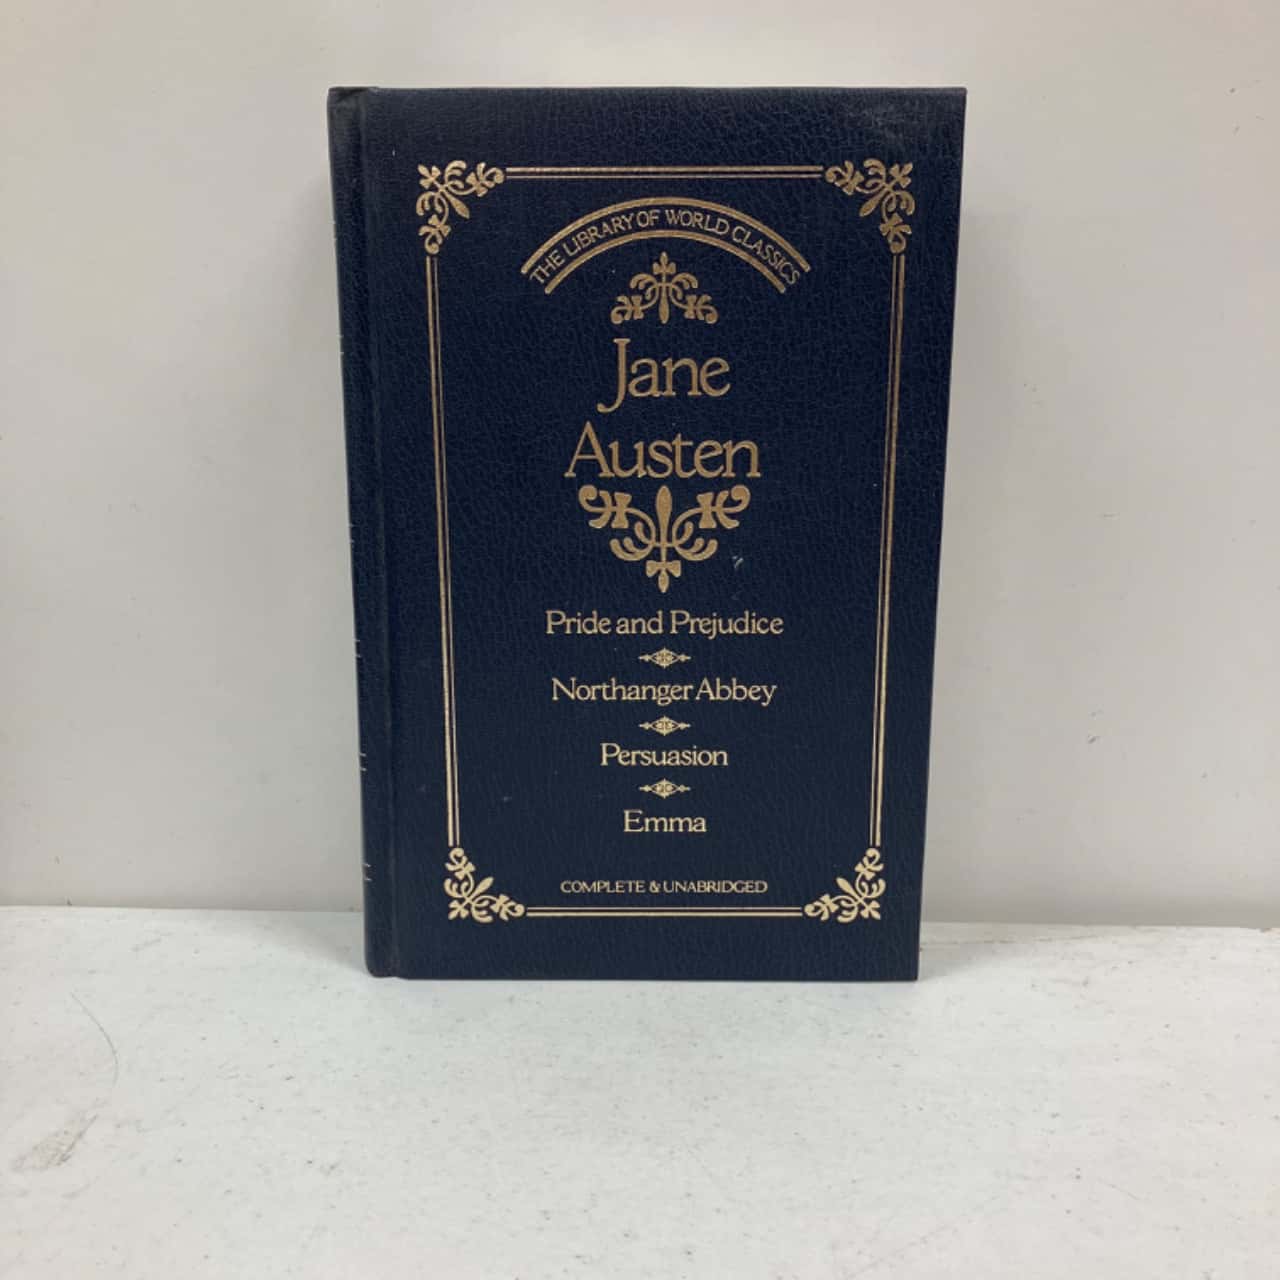 THE LIBRARY OF WORLD CLASSICS
Jane
Austen
Pride and Prejudice
Northanger Abbey
Persuasion
Emma
COMPLETE & UNABRIDGED